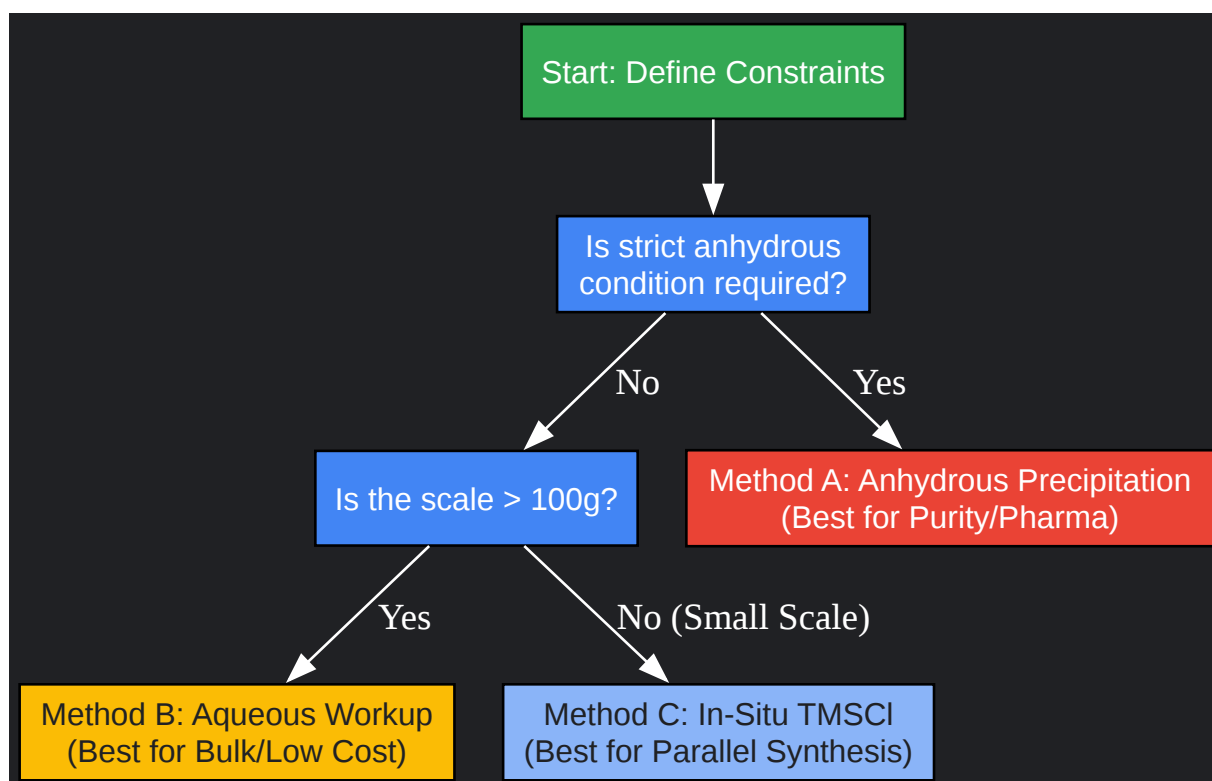 Start: Define Constraints
Is strict anhydrous
condition required?
No
Yes
Is the scale > 100g?
Method A: Anhydrous Precipitation
(Best for Purity/Pharma)
Yes
No (Small Scale)
Method B: Aqueous Workup
(Best for Bulk/Low Cost)
Method C: In-Situ TMSCl
(Best for Parallel Synthesis)